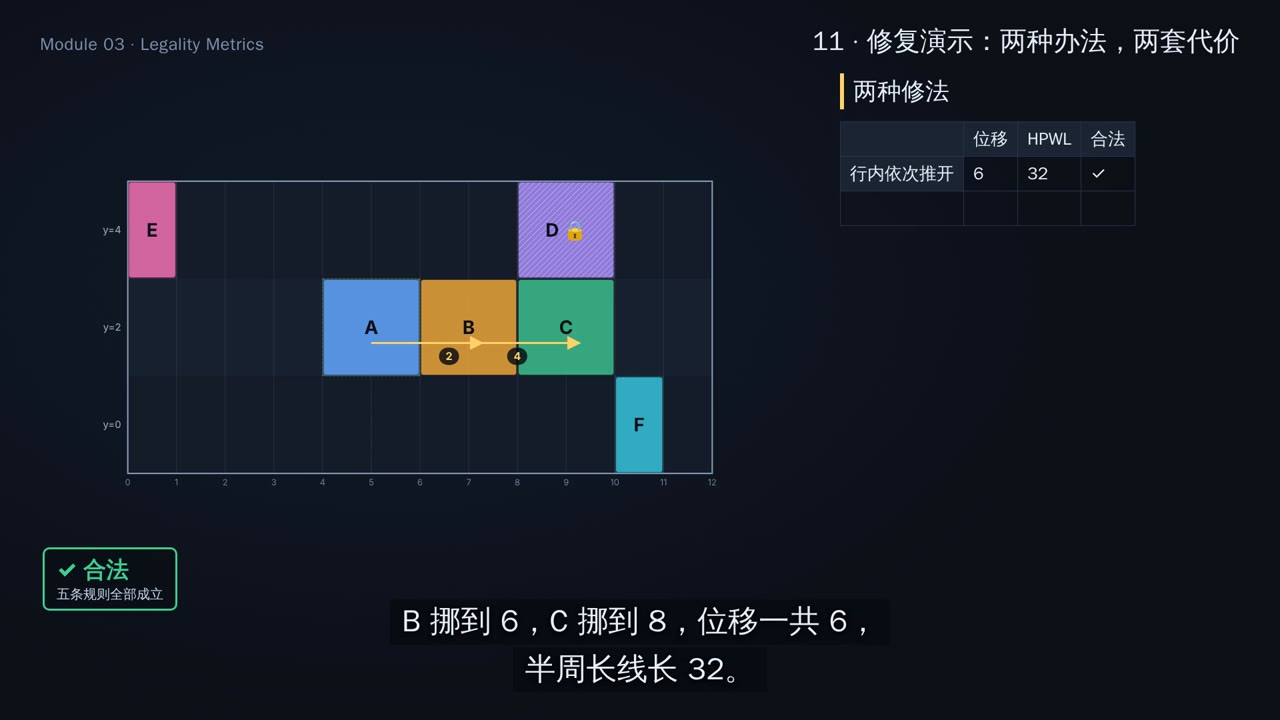 Module 03 · Legality Metrics
11 · 修复演示：两种办法，两套代价
两种修法
位移 HPWL 合法
行内依次推开 6 32 ✓
E
D 🔒
y=4
A B C
y=2
2 4
F
y=0
0 1 2 3 4 5 6 7 8 9 10 11 12
✓ 合法
五条规则全部成立
B 挪到 6，C 挪到 8，位移一共 6，
半周长线长 32。